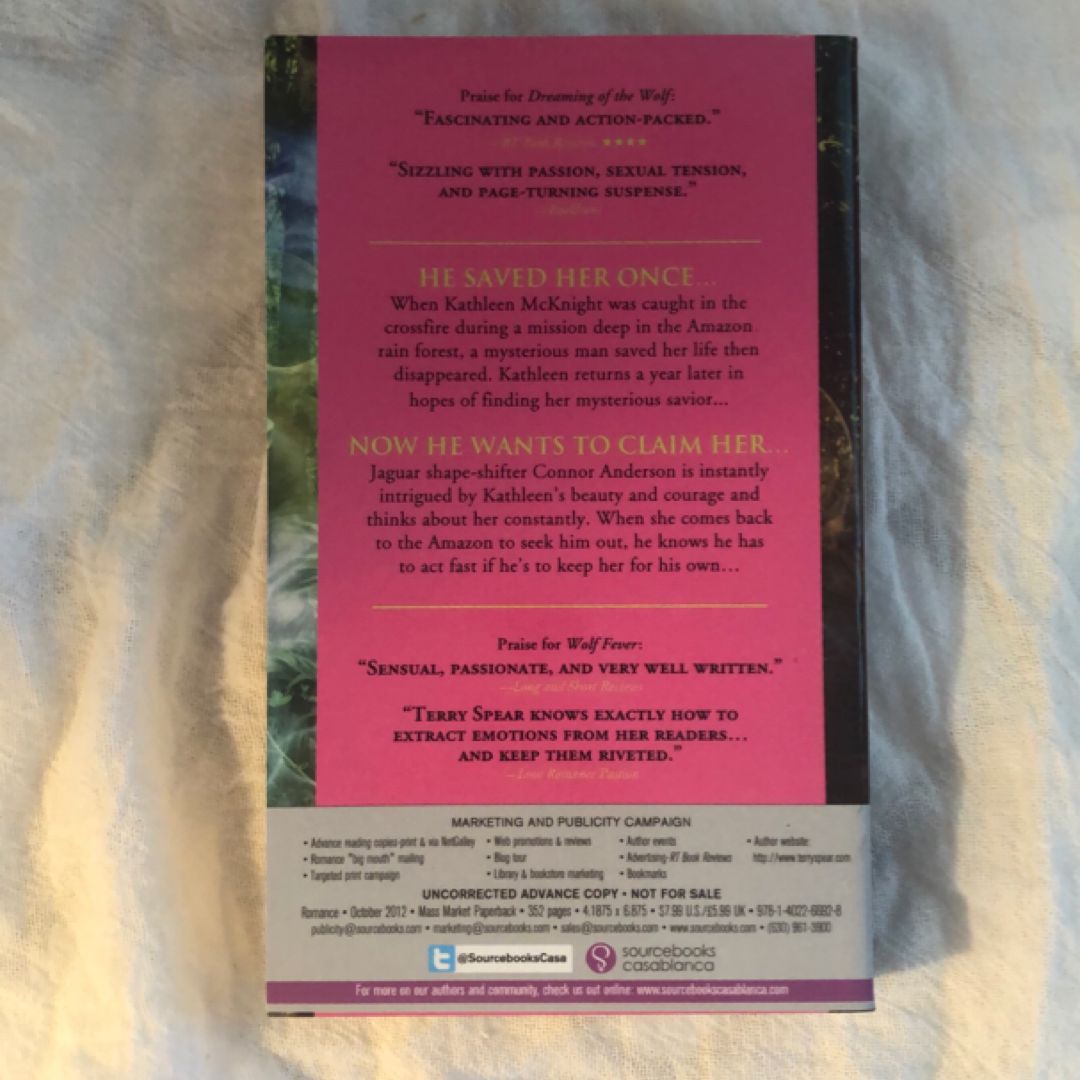 Praise for Dreaming of the Wolf:
“FASCINATING AND ACTION-PACKED.”
—RT Book Reviews ★★★★
“SIZZLING WITH PASSION, SEXUAL TENSION,
AND PAGE-TURNING SUSPENSE.”
HE SAVED HER ONCE...
When Kathleen McKnight was caught in the
crossfire during a mission deep in the Amazon
rain forest, a mysterious man saved her life then
disappeared. Kathleen returns a year later in
hopes of finding her mysterious savior...
NOW HE WANTS TO CLAIM HER...
Jaguar shape-shifter Connor Anderson is instantly
intrigued by Kathleen's beauty and courage and
thinks about her constantly. When she comes back
to the Amazon to seek him out, he knows he has
to act fast if he's to keep her for his own...
Praise for Wolf Fever:
“SENSUAL, PASSIONATE, AND VERY WELL WRITTEN.”
—Long and Short Reviews
“TERRY SPEAR KNOWS EXACTLY HOW TO
EXTRACT EMOTIONS FROM HER READERS...
AND KEEP THEM RIVETED.”
—Love Romance Passion
MARKETING AND PUBLICITY CAMPAIGN
• Advance reading copies-print & via NetGalley • Web promotions & reviews • Author events • Author website:
• Romance "big mouth" mailing • Blog tour • Advertising-RT Book Reviews http://www.terryspear.com
• Targeted print campaign • Library & bookstore marketing • Bookmarks
UNCORRECTED ADVANCE COPY • NOT FOR SALE
Romance • October 2012 • Mass Market Paperback • 352 pages • 4.1875 x 6.875 • $7.99 U.S./£5.99 UK • 978-1-4022-6692-8
publicity@sourcebooks.com • marketing@sourcebooks.com • sales@sourcebooks.com • www.sourcebooks.com • (630) 961-3900
@SourcebooksCasa sourcebooks
casablanca
For more on our authors and community, check us out online: www.sourcebookscasablanca.com